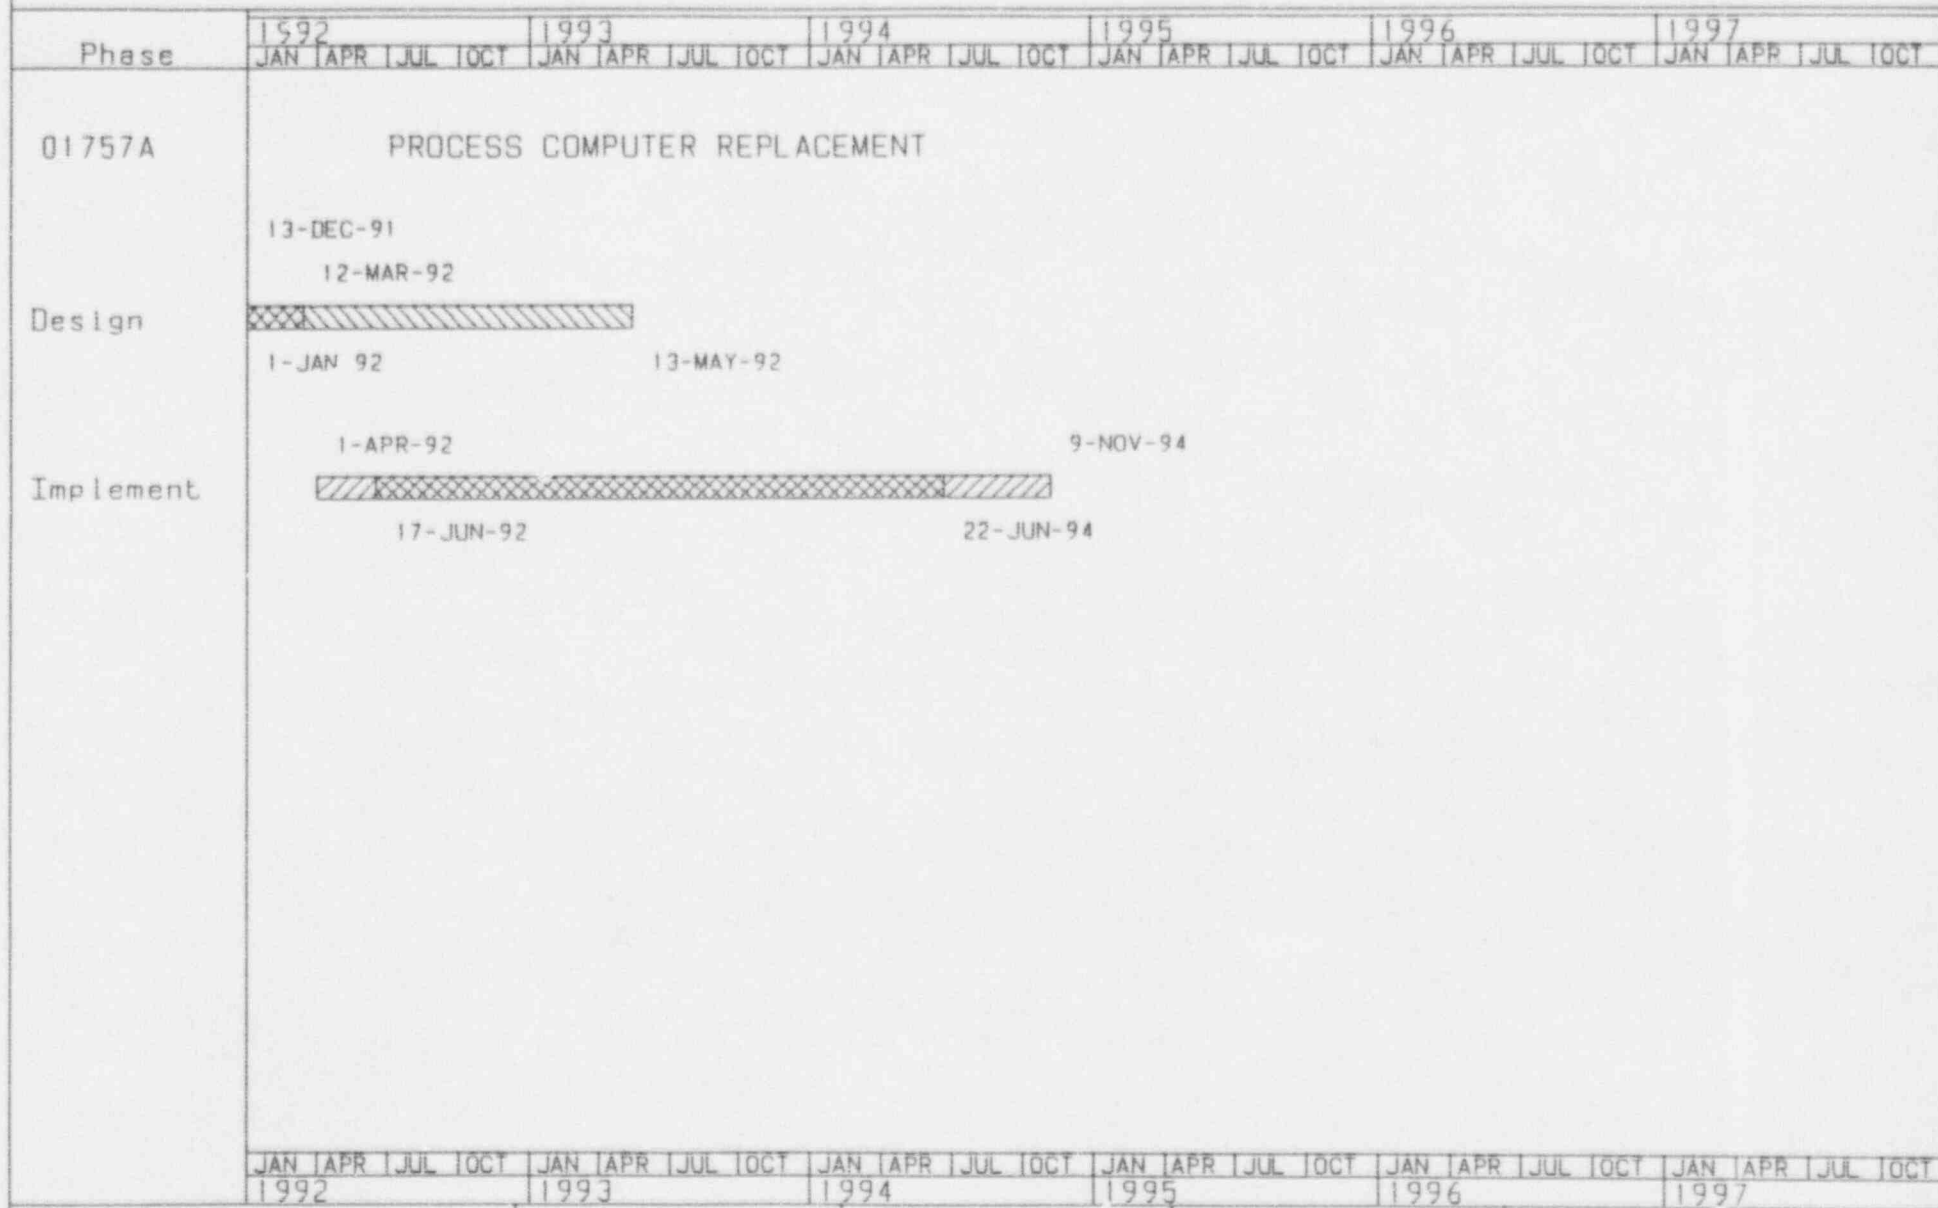 1992 1993 1994 1995 1996 1997
Phase JAN APR JUL OCT JAN APR JUL OCT JAN APR JUL OCT JAN APR JUL OCT JAN APR JUL OCT JAN APR JUL OCT
01757A PROCESS COMPUTER REPLACEMENT
13-DEC-91
12-MAR-92
Design
1-JAN 92 13-MAY-92
1-APR-92 9-NOV-94
Implement
17-JUN-92 22-JUN-94
JAN APR JUL OCT JAN APR JUL OCT JAN APR JUL OCT JAN APR JUL OCT JAN APR JUL OCT JAN APR JUL OCT
1992 1993 1994 1995 1996 1997